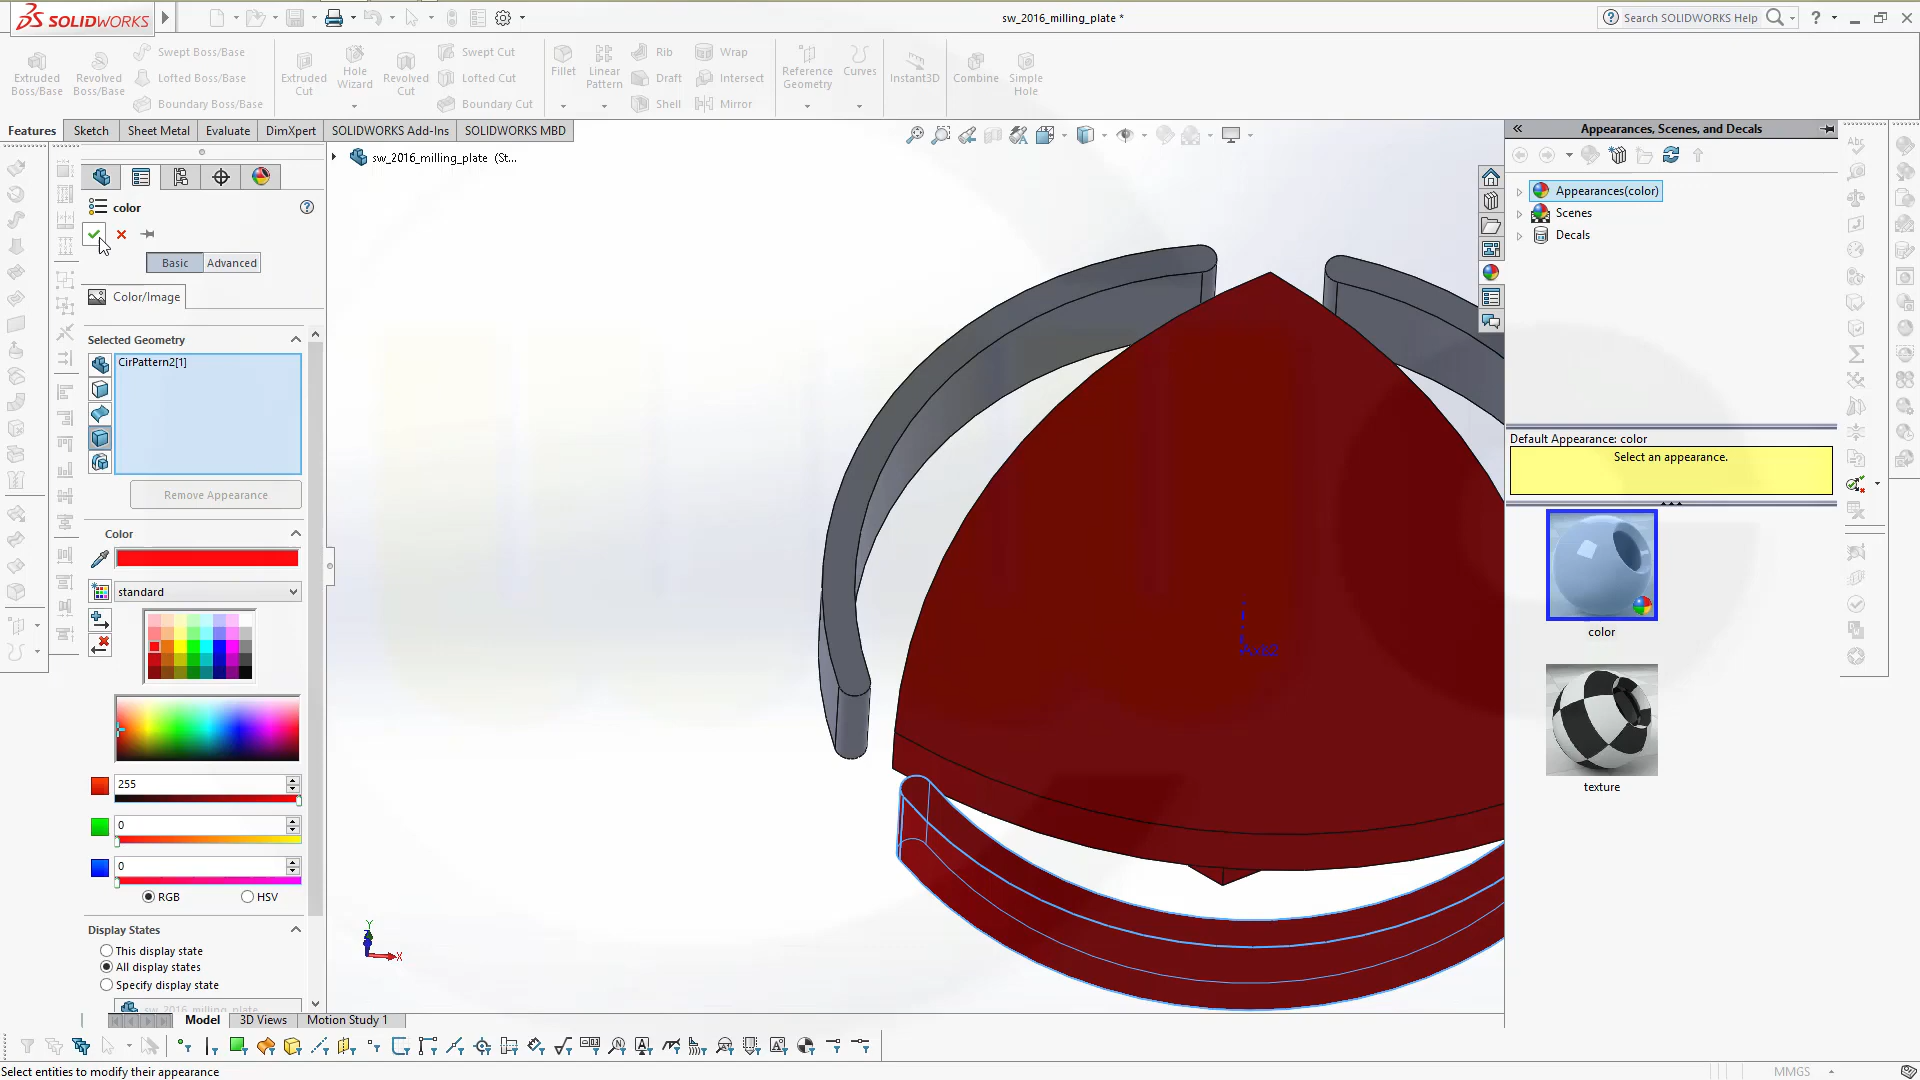 SOLIDWORKS
sw_2016_milling_plate *
Search SOLIDWORKS Help
Extruded Boss/Base
Revolved Boss/Base
Swept Boss/Base
Lofted Boss/Base
Boundary Boss/Base
Extruded Cut
Hole Wizard
Revolved Cut
Swept Cut
Lofted Cut
Boundary Cut
Fillet
Linear Pattern
Rib
Draft
Shell
Wrap
Intersect
Mirror
Reference Geometry
Curves
Instant3D
Combine
Simple Hole
Features
Sketch
Sheet Metal
Evaluate
DimXpert
SOLIDWORKS Add-Ins
SOLIDWORKS MBD
sw_2016_milling_plate (St...
color
Basic
Advanced
Color/Image
Selected Geometry
CirPattern2[1]
Remove Appearance
Color
standard
255
0
0
RGB
HSV
Display States
This display state
All display states
Specify display state
sw_2016_milling_plate
Y
X
Appearances, Scenes, and Decals
Appearances(color)
Scenes
Decals
Default Appearance: color
Select an appearance.
color
texture
Model
3D Views
Motion Study 1
Select entities to modify their appearance
MMGS